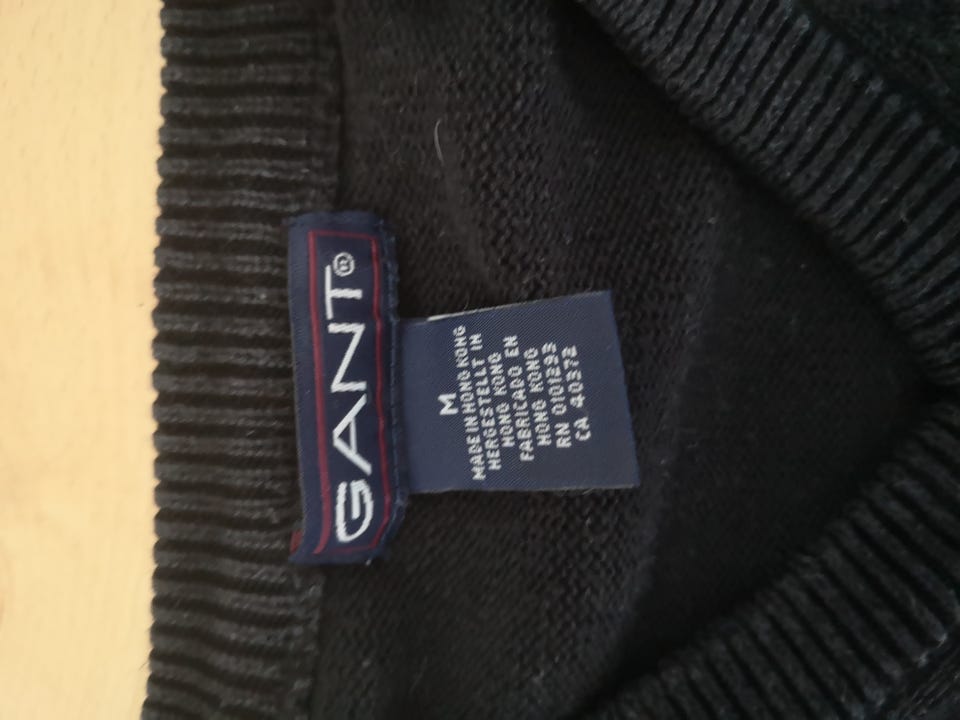 GANT®
M
MADE IN HONG KONG
HERGESTELLT IN
HONG KONG
FABRICADO EN
HONG KONG
RN 0101293
CA 40372